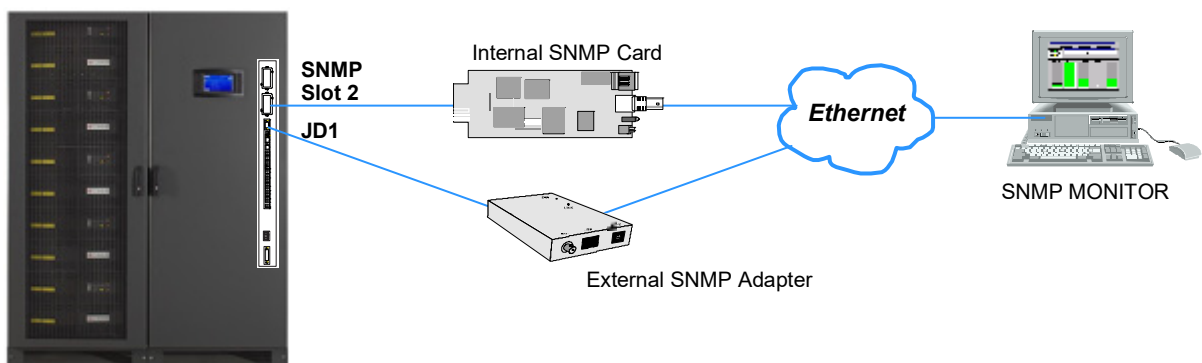 Internal SNMP Card
SNMP
Slot 2
JD1
Ethernet
SNMP MONITOR
External SNMP Adapter